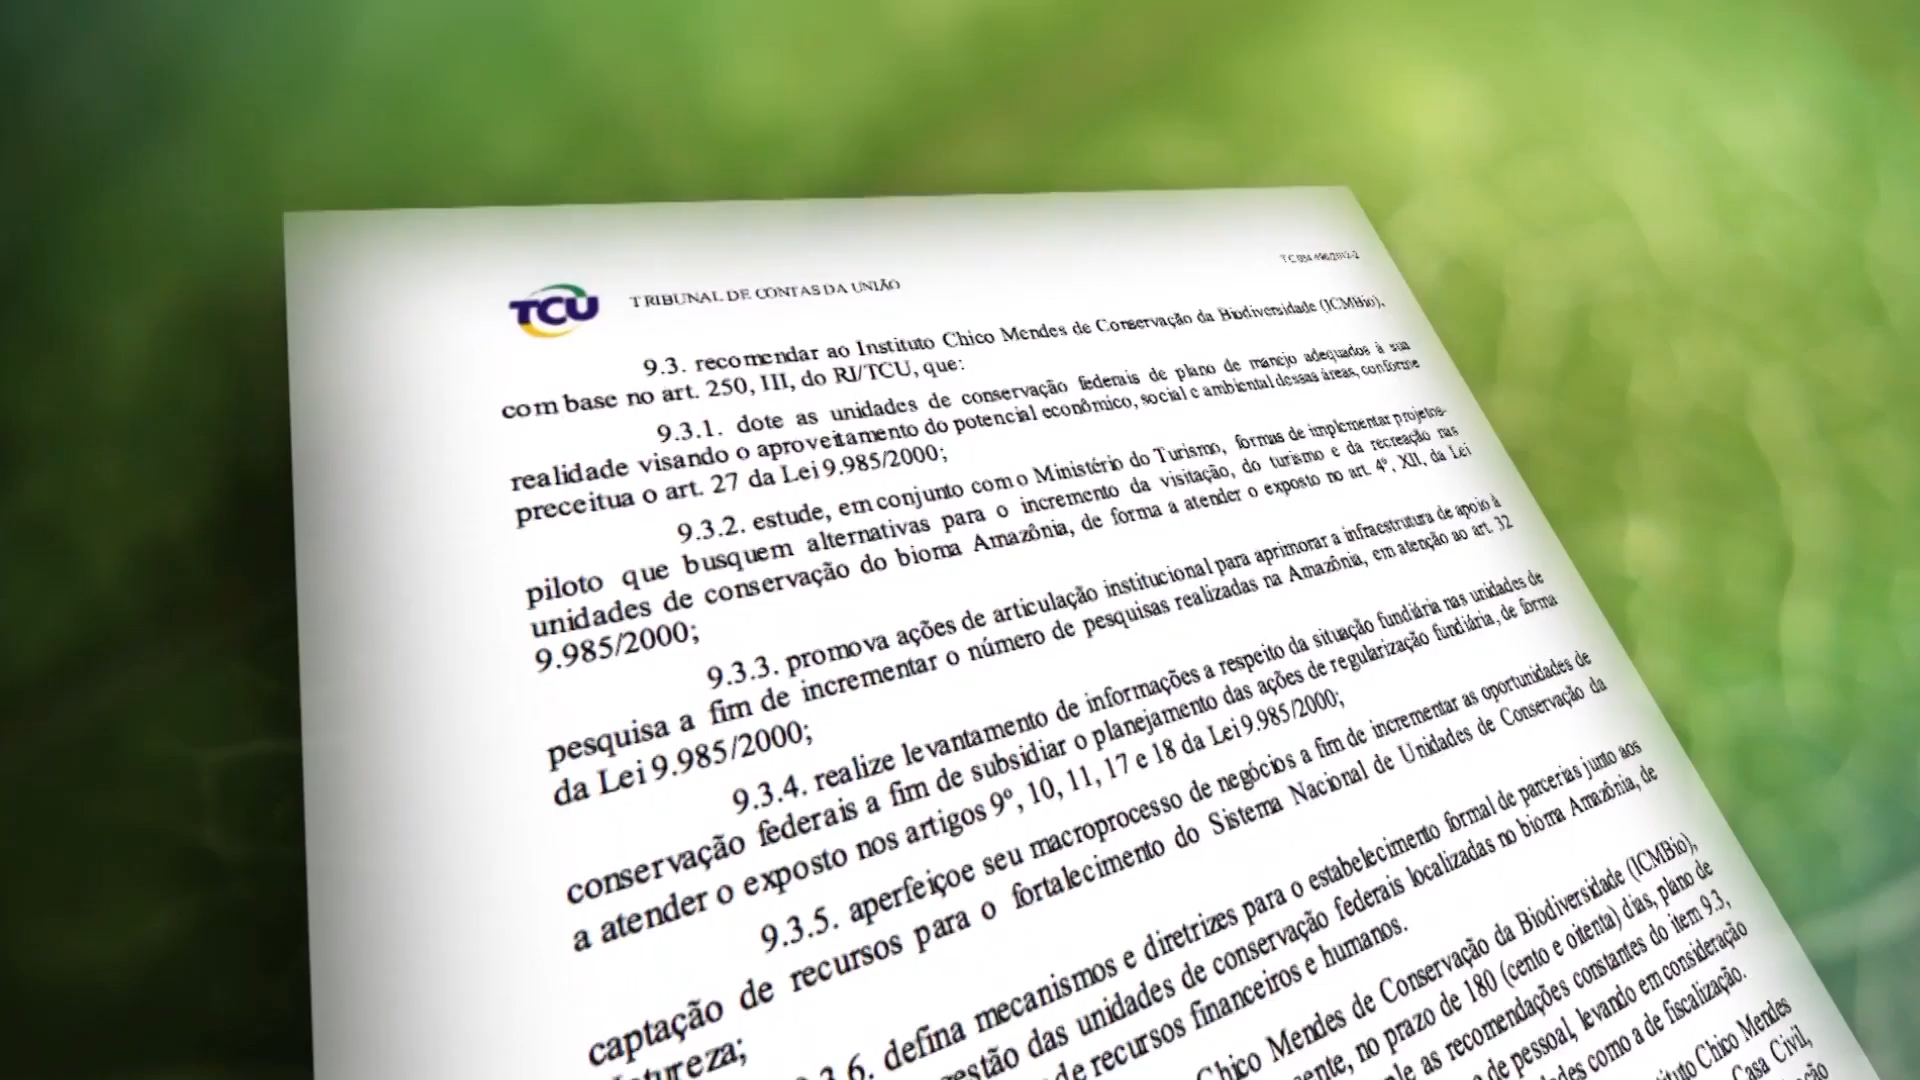 TC 034.496/2012-2
TCU TRIBUNAL DE CONTAS DA UNIÃO
9.3. recomendar ao Instituto Chico Mendes de Conservação da Biodiversidade (ICMBio),
com base no art. 250, III, do RI/TCU, que:
9.3.1. dote as unidades de conservação federais de plano de manejo adequados à sua
realidade visando o aproveitamento do potencial econômico, social e ambiental dessas áreas, conforme
preceitua o art. 27 da Lei 9.985/2000;
9.3.2. estude, em conjunto com o Ministério do Turismo, formas de implementar projetos-
piloto que busquem alternativas para o incremento da visitação, do turismo e da recreação nas
unidades de conservação do bioma Amazônia, de forma a atender o exposto no art. 4º, XII, da Lei
9.985/2000;
9.3.3. promova ações de articulação institucional para aprimorar a infraestrutura de apoio à
pesquisa a fim de incrementar o número de pesquisas realizadas na Amazônia, em atenção ao art. 32
da Lei 9.985/2000;
9.3.4. realize levantamento de informações a respeito da situação fundiária nas unidades de
conservação federais a fim de subsidiar o planejamento das ações de regularização fundiária, de forma
a atender o exposto nos artigos 9º, 10, 11, 17 e 18 da Lei 9.985/2000;
9.3.5. aperfeiçoe seu macroprocesso de negócios a fim de incrementar as oportunidades de
captação de recursos para o fortalecimento do Sistema Nacional de Unidades de Conservação da
tureza;
3.6. defina mecanismos e diretrizes para o estabelecimento formal de parcerias junto aos
estão das unidades de conservação federais localizadas no bioma Amazônia, de
de recursos financeiros e humanos.
Chico Mendes de Conservação da Biodiversidade (ICMBio),
ente, no prazo de 180 (cento e oitenta) dias, plano de
as recomendações constantes do item 9.3,
de pessoal, levando em consideração
dades como a de fiscalização.
tituto Chico Mendes
Casa Civil,